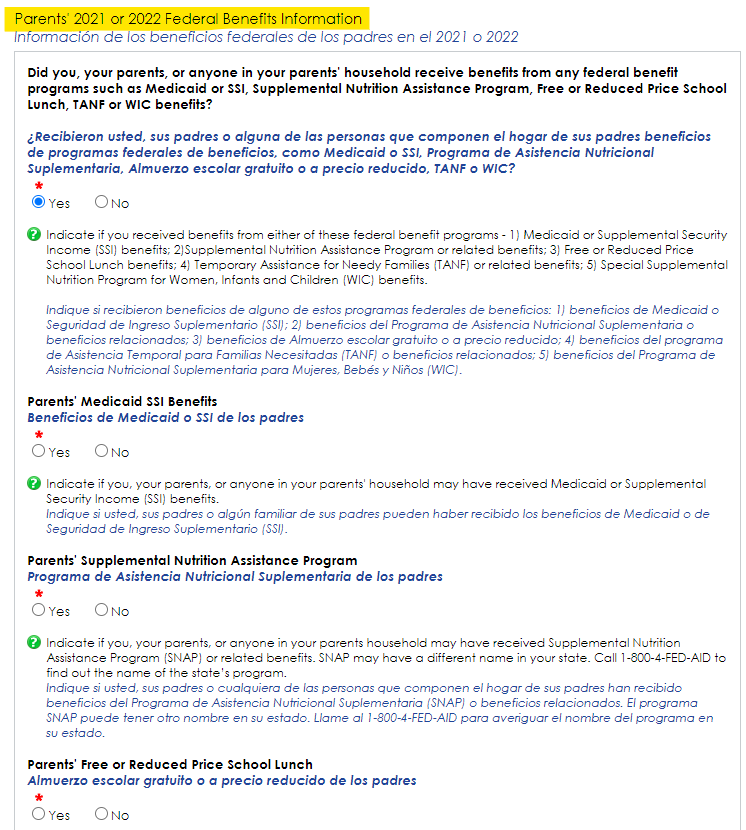 Parents' 2021 or 2022 Federal Benefits Information
Información de los beneficios federales de los padres en el 2021 o 2022
Did you, your parents, or anyone in your parents' household receive benefits from any federal benefit
programs such as Medicaid or SSI, Supplemental Nutrition Assistance Program, Free or Reduced Price School
Lunch, TANF or WIC benefits?
¿Recibieron usted, sus padres o alguna de las personas que componen el hogar de sus padres beneficios
de programas federales de beneficios, como Medicaid o SSI, Programa de Asistencia Nutricional
Suplementaria, Almuerzo escolar gratuito o a precio reducido, TANF o WIC?
*
Yes No
? Indicate if you received benefits from either of these federal benefit programs - 1) Medicaid or Supplemental Security
Income (SSI) benefits; 2)Supplemental Nutrition Assistance Program or related benefits; 3) Free or Reduced Price
School Lunch benefits; 4) Temporary Assistance for Needy Families (TANF) or related benefits; 5) Special Supplemental
Nutrition Program for Women, Infants and Children (WIC) benefits.
Indique si recibieron beneficios de alguno de estos programas federales de beneficios: 1) beneficios de Medicaid o
Seguridad de Ingreso Suplementario (SSI); 2) beneficios del Programa de Asistencia Nutricional Suplementaria o
beneficios relacionados; 3) beneficios de Almuerzo escolar gratuito o a precio reducido; 4) beneficios del programa
de Asistencia Temporal para Familias Necesitadas (TANF) o beneficios relacionados; 5) beneficios del Programa de
Asistencia Nutricional Suplementaria para Mujeres, Bebés y Niños (WIC).
Parents' Medicaid SSI Benefits
Beneficios de Medicaid o SSI de los padres
*
Yes No
? Indicate if you, your parents, or anyone in your parents' household may have received Medicaid or Supplemental
Security Income (SSI) benefits.
Indique si usted, sus padres o algún familiar de sus padres pueden haber recibido los beneficios de Medicaid o de
Seguridad de Ingreso Suplementario (SSI).
Parents' Supplemental Nutrition Assistance Program
Programa de Asistencia Nutricional Suplementaria de los padres
*
Yes No
? Indicate if you, your parents, or anyone in your parents household may have received Supplemental Nutrition
Assistance Program (SNAP) or related benefits. SNAP may have a different name in your state. Call 1-800-4-FED-AID to
find out the name of the state's program.
Indique si usted, sus padres o cualquiera de las personas que componen el hogar de sus padres han recibido
beneficios del Programa de Asistencia Nutricional Suplementaria (SNAP) o beneficios relacionados. El programa
SNAP puede tener otro nombre en su estado. Llame al 1-800-4-FED-AID para averiguar el nombre del programa en
su estado.
Parents' Free or Reduced Price School Lunch
Almuerzo escolar gratuito o a precio reducido de los padres
*
Yes No